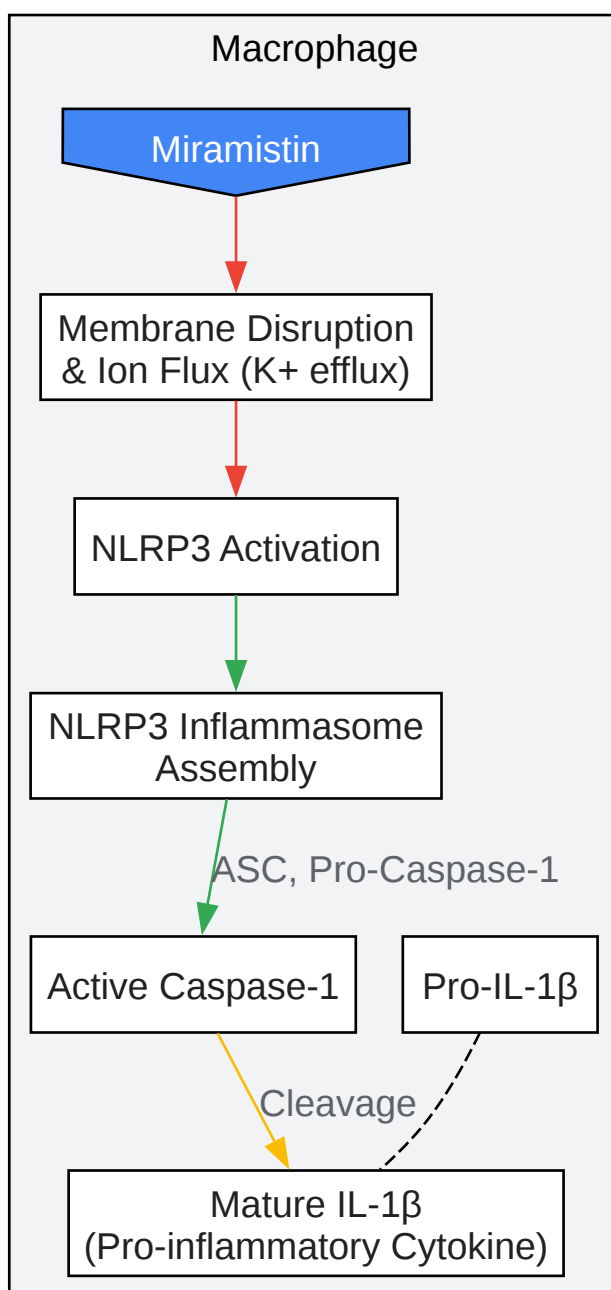 Macrophage
Miramistin
Membrane Disruption
& Ion Flux (K+ efflux)
NLRP3 Activation
NLRP3 Inflammasome
Assembly
ASC, Pro-Caspase-1
Active Caspase-1
Pro-IL-1β
Cleavage
Mature IL-1β
(Pro-inflammatory Cytokine)